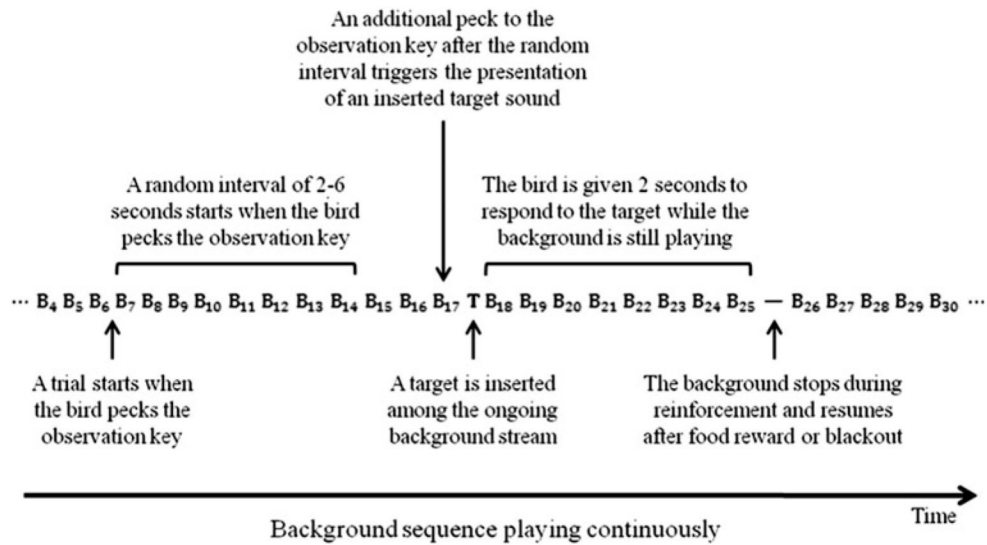 An additional peck to the
observation key after the random
interval triggers the presentation
of an inserted target sound
A random interval of 2-6
seconds starts when the bird
pecks the observation key
The bird is given 2 seconds to
respond to the target while the
background is still playing
··· B₄ B₅ B₆ B₇ B₈ B₉ B₁₀ B₁₁ B₁₂ B₁₃ B₁₄ B₁₅ B₁₆ B₁₇ T B₁₈ B₁₉ B₂₀ B₂₁ B₂₂ B₂₃ B₂₄ B₂₅ — B₂₆ B₂₇ B₂₈ B₂₉ B₃₀ ···
A trial starts when
the bird pecks the
observation key
A target is inserted
among the ongoing
background stream
The background stops during
reinforcement and resumes
after food reward or blackout
Time
Background sequence playing continuously